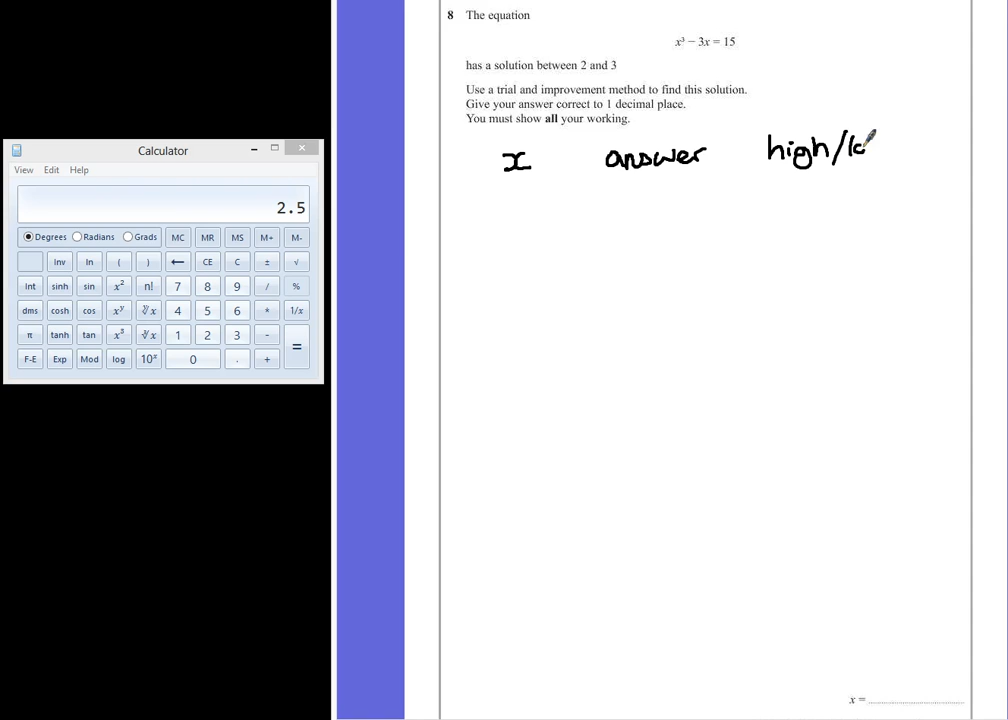 8 The equation
x³ − 3x = 15
has a solution between 2 and 3
Use a trial and improvement method to find this solution.
Give your answer correct to 1 decimal place.
You must show all your working.
x answer high/lo
Calculator
View Edit Help
2.5
Degrees Radians Grads MC MR MS M+ M-
Inv ln ( ) ← CE C ± √
Int sinh sin x² n! 7 8 9 / %
dms cosh cos xʸ ʸ√x 4 5 6 * 1/x
π tanh tan x³ ³√x 1 2 3 - =
F-E Exp Mod log 10ˣ 0 . +
x =